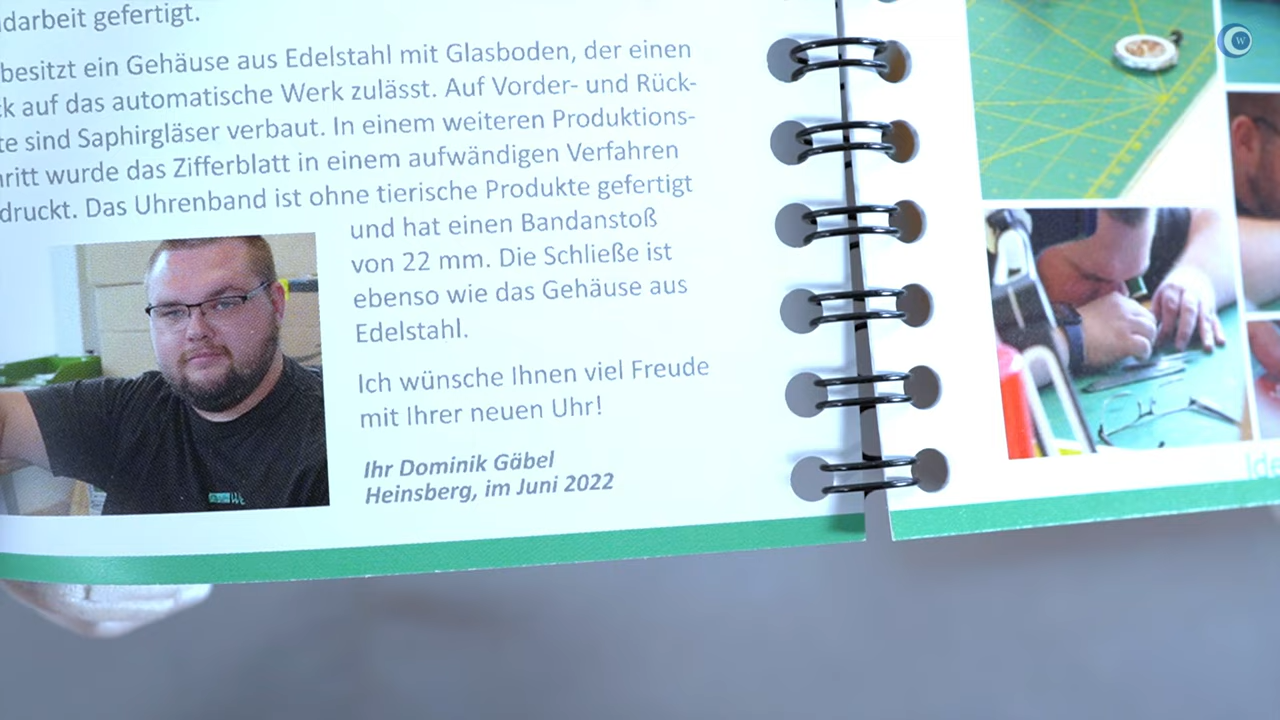 darbeit gefertigt.
besitzt ein Gehäuse aus Edelstahl mit Glasboden, der einen
k auf das automatische Werk zulässt. Auf Vorder- und Rück-
te sind Saphirgläser verbaut. In einem weiteren Produktions-
ritt wurde das Zifferblatt in einem aufwändigen Verfahren
druckt. Das Uhrenband ist ohne tierische Produkte gefertigt
und hat einen Bandanstoß
von 22 mm. Die Schließe ist
ebenso wie das Gehäuse aus
Edelstahl.
Ich wünsche Ihnen viel Freude
mit Ihrer neuen Uhr!
Ihr Dominik Gäbel
Heinsberg, im Juni 2022
W
Ide